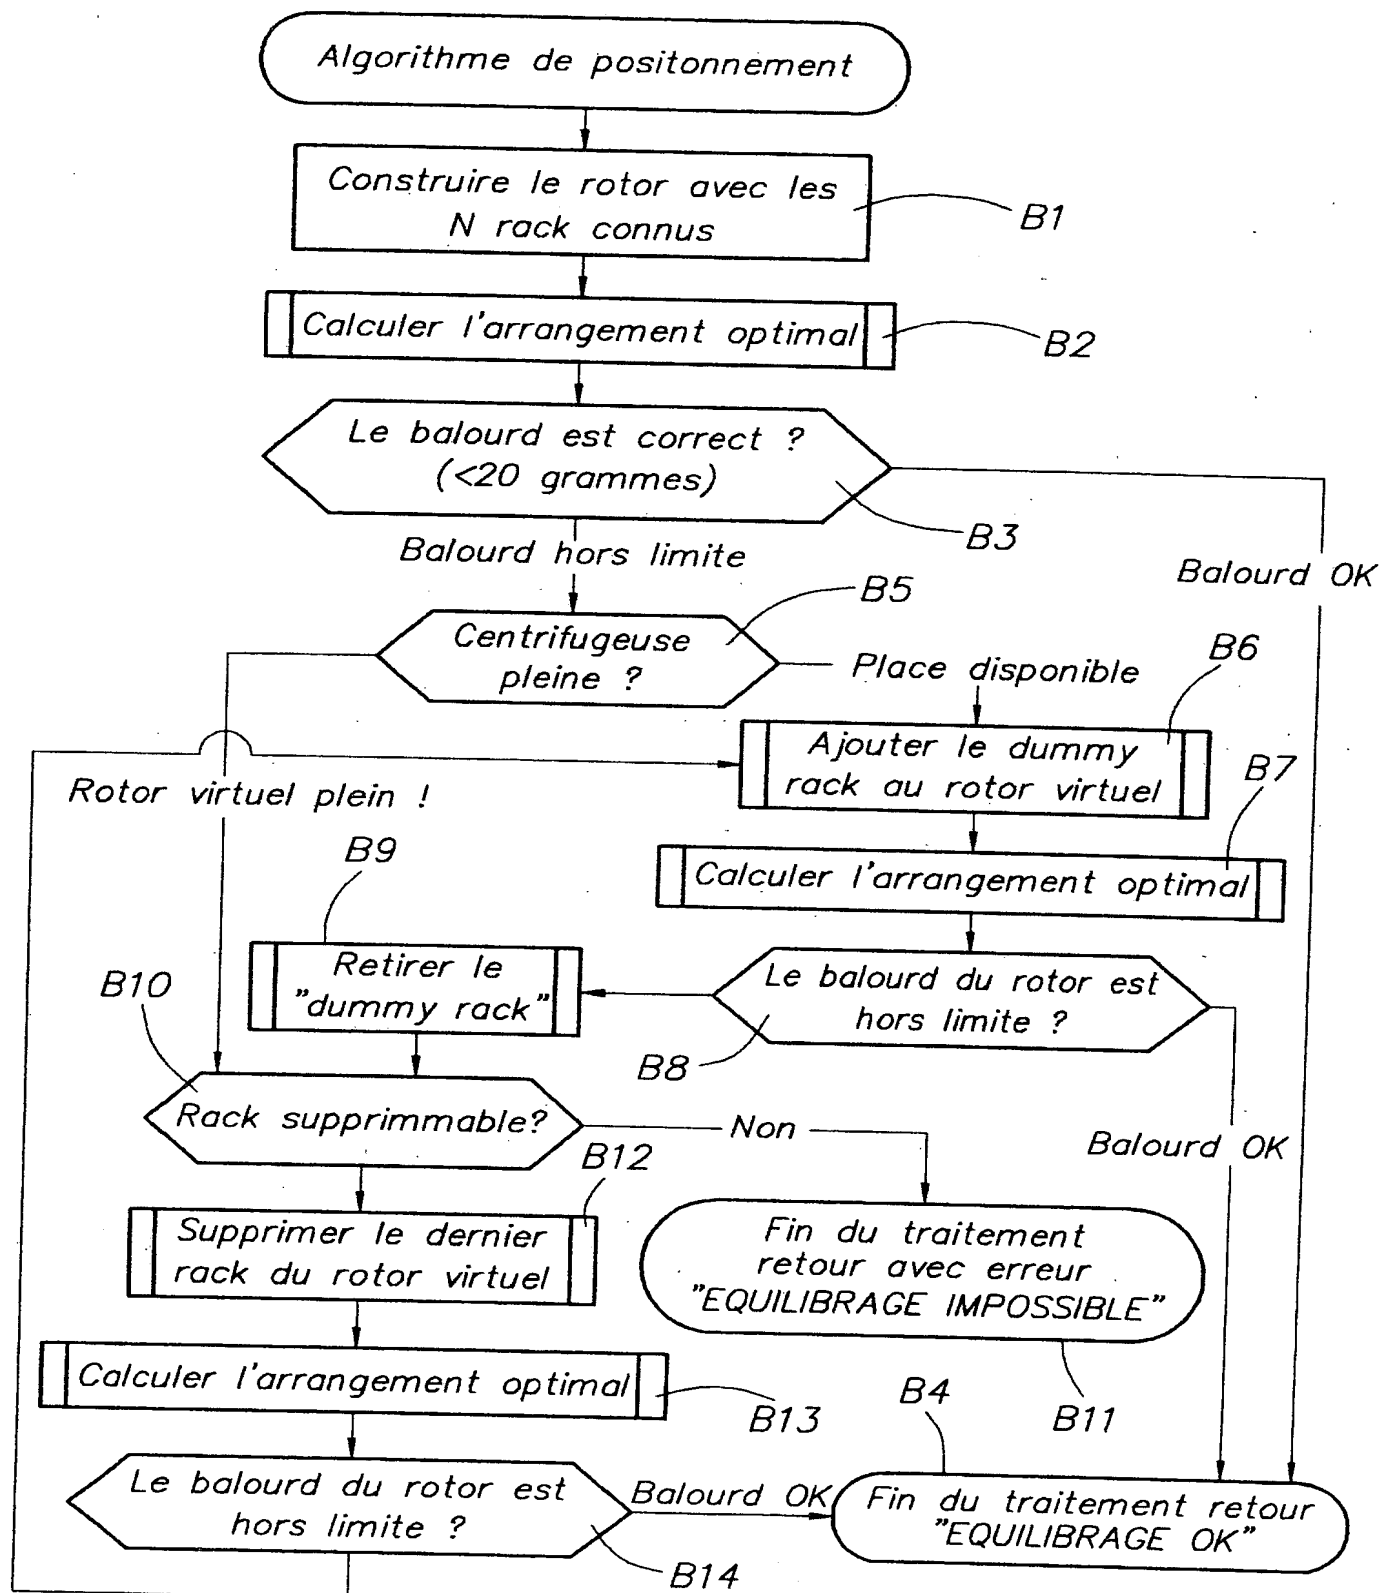 Algorithme de positonnement
Construire le rotor avec les
N rack connus
B1
Calculer l'arrangement optimal
B2
Le balourd est correct ?
(<20 grammes)
B3
Balourd hors limite
Balourd OK
B5
Centrifugeuse
pleine ?
Place disponible
B6
Ajouter le dummy
rack au rotor virtuel
B7
Rotor virtuel plein !
Calculer l'arrangement optimal
B9
Retirer le
"dummy rack"
Le balourd du rotor est
hors limite ?
B8
B10
Rack supprimmable?
Non
Balourd OK
B12
Supprimer le dernier
rack du rotor virtuel
Fin du traitement
retour avec erreur
"EQUILIBRAGE IMPOSSIBLE"
B11
Calculer l'arrangement optimal
B13
B4
Le balourd du rotor est
hors limite ?
Balourd OK
B14
Fin du traitement retour
"EQUILIBRAGE OK"